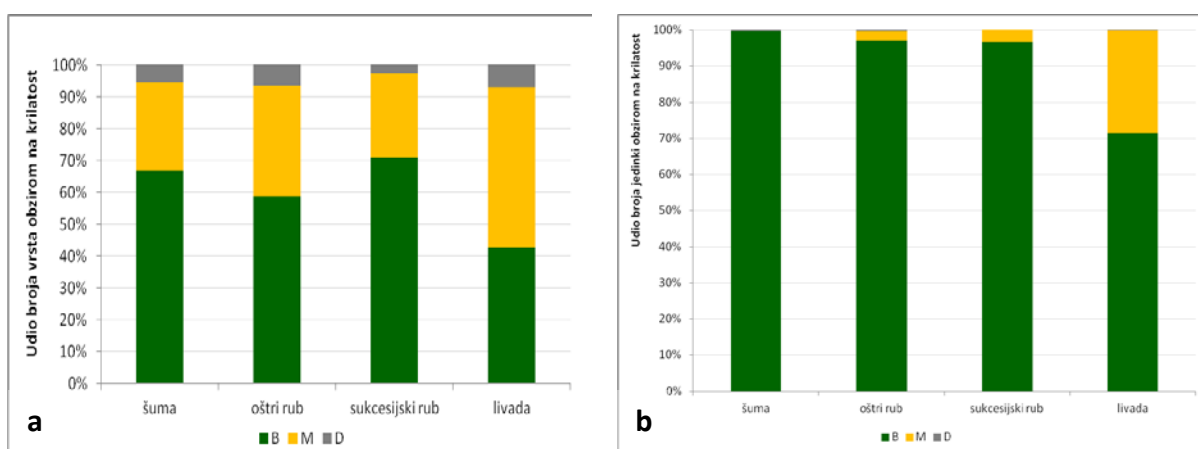 Udio broja vrsta obzirom na krilatost
100%
90%
80%
70%
60%
50%
40%
30%
20%
10%
0%
šuma oštri rub sukcesijski rub livada
B M D
a
Udio broja jedinki obzirom na krilatost
100%
90%
80%
70%
60%
50%
40%
30%
20%
10%
0%
šuma oštri rub sukcesijski rub livada
B M D
b